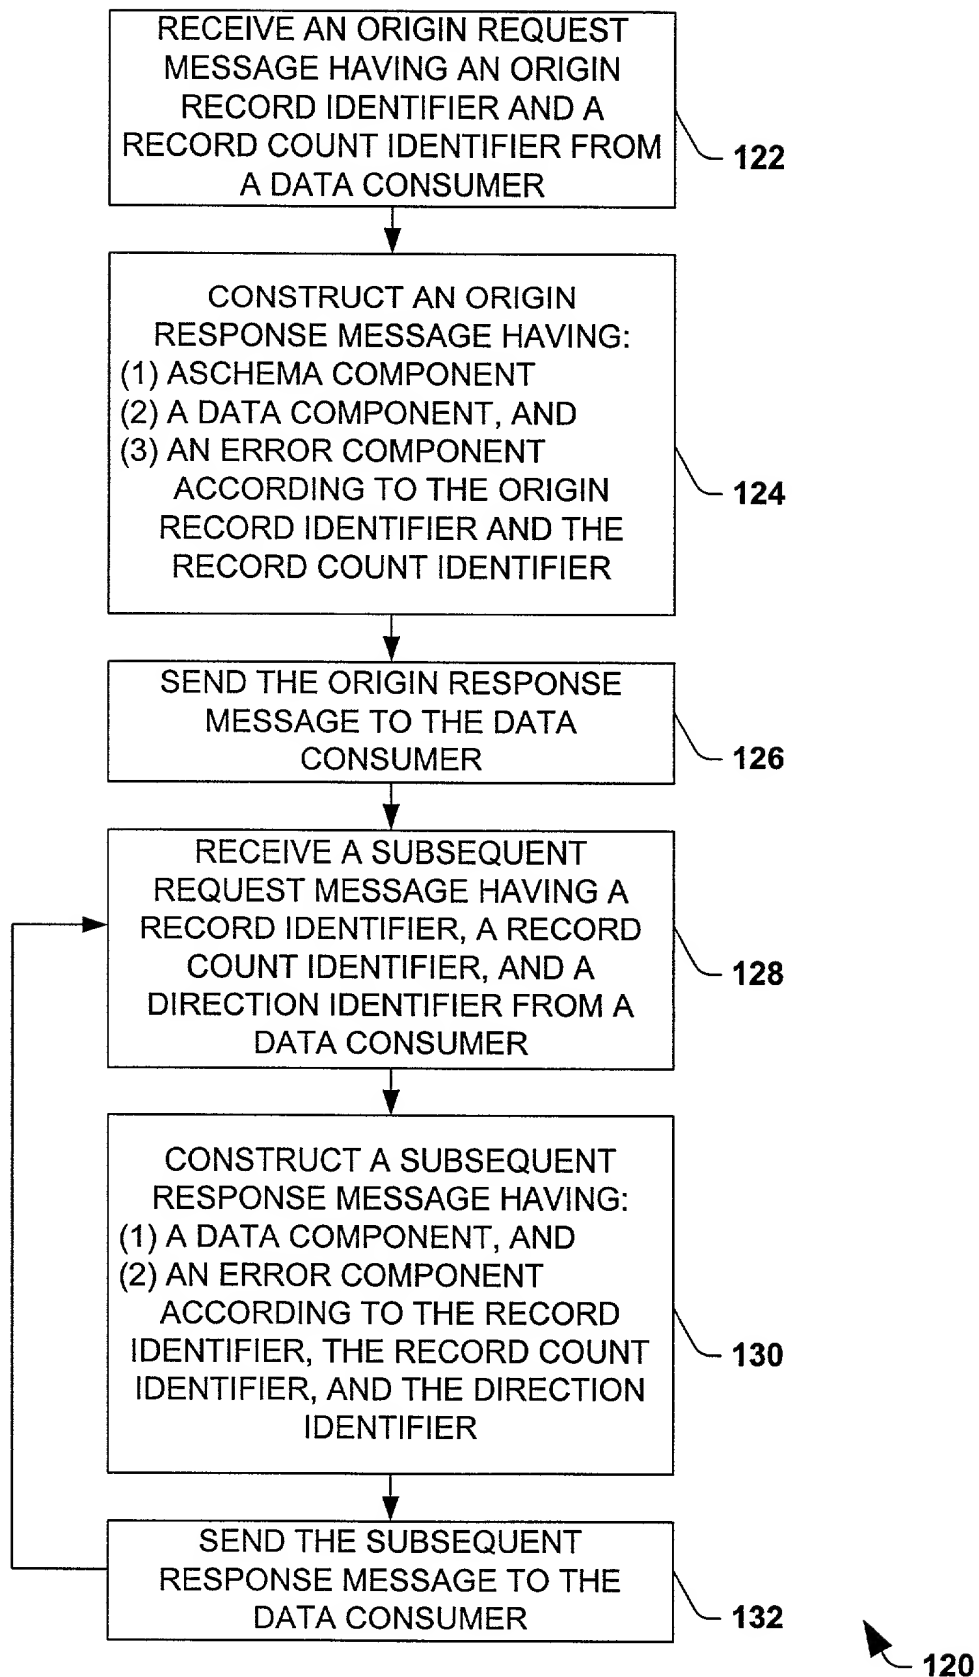 RECEIVE AN ORIGIN REQUEST
MESSAGE HAVING AN ORIGIN
RECORD IDENTIFIER AND A
RECORD COUNT IDENTIFIER FROM
A DATA CONSUMER
122
CONSTRUCT AN ORIGIN
RESPONSE MESSAGE HAVING:
(1) ASCHEMA COMPONENT
(2) A DATA COMPONENT, AND
(3) AN ERROR COMPONENT
ACCORDING TO THE ORIGIN
RECORD IDENTIFIER AND THE
RECORD COUNT IDENTIFIER
124
SEND THE ORIGIN RESPONSE
MESSAGE TO THE DATA
CONSUMER
126
RECEIVE A SUBSEQUENT
REQUEST MESSAGE HAVING A
RECORD IDENTIFIER, A RECORD
COUNT IDENTIFIER, AND A
DIRECTION IDENTIFIER FROM A
DATA CONSUMER
128
CONSTRUCT A SUBSEQUENT
RESPONSE MESSAGE HAVING:
(1) A DATA COMPONENT, AND
(2) AN ERROR COMPONENT
ACCORDING TO THE RECORD
IDENTIFIER, THE RECORD COUNT
IDENTIFIER, AND THE DIRECTION
IDENTIFIER
130
SEND THE SUBSEQUENT
RESPONSE MESSAGE TO THE
DATA CONSUMER
132
120